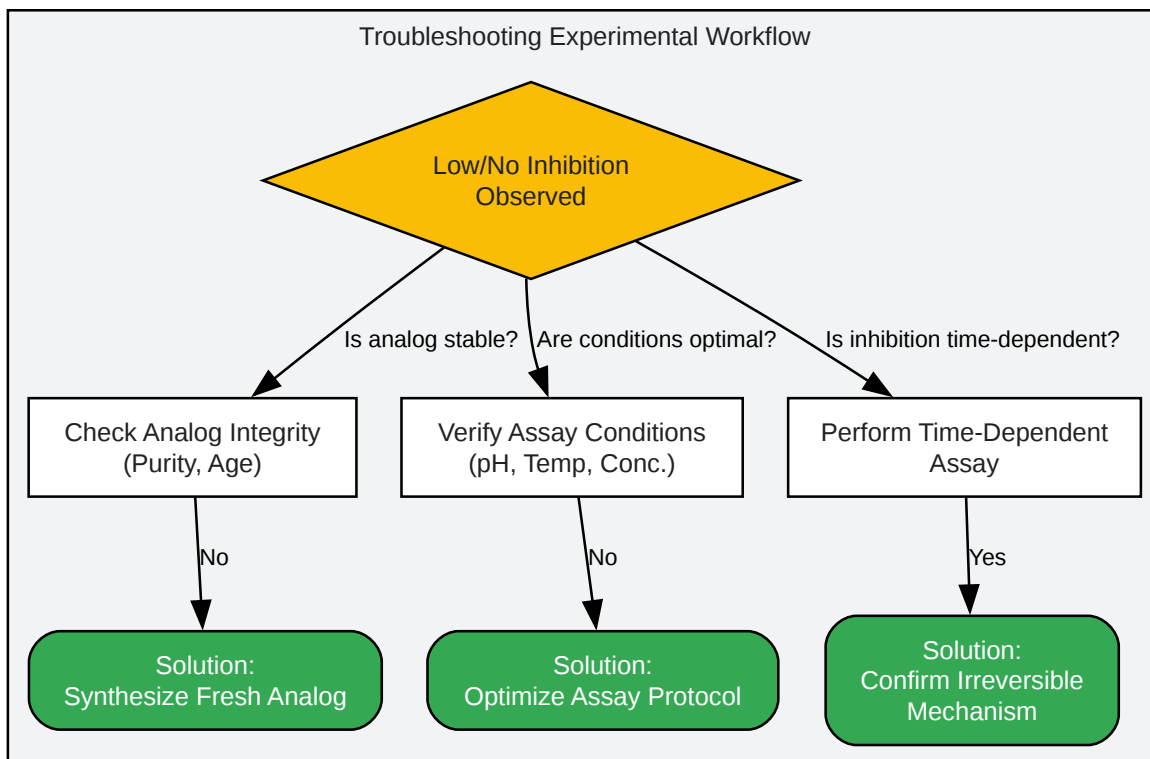 Troubleshooting Experimental Workflow
Low/No Inhibition
Observed
Is analog stable?
Are conditions optimal?
Is inhibition time-dependent?
Check Analog Integrity
(Purity, Age)
Verify Assay Conditions
(pH, Temp, Conc.)
Perform Time-Dependent
Assay
No
No
Yes
Solution:
Synthesize Fresh Analog
Solution:
Optimize Assay Protocol
Solution:
Confirm Irreversible
Mechanism